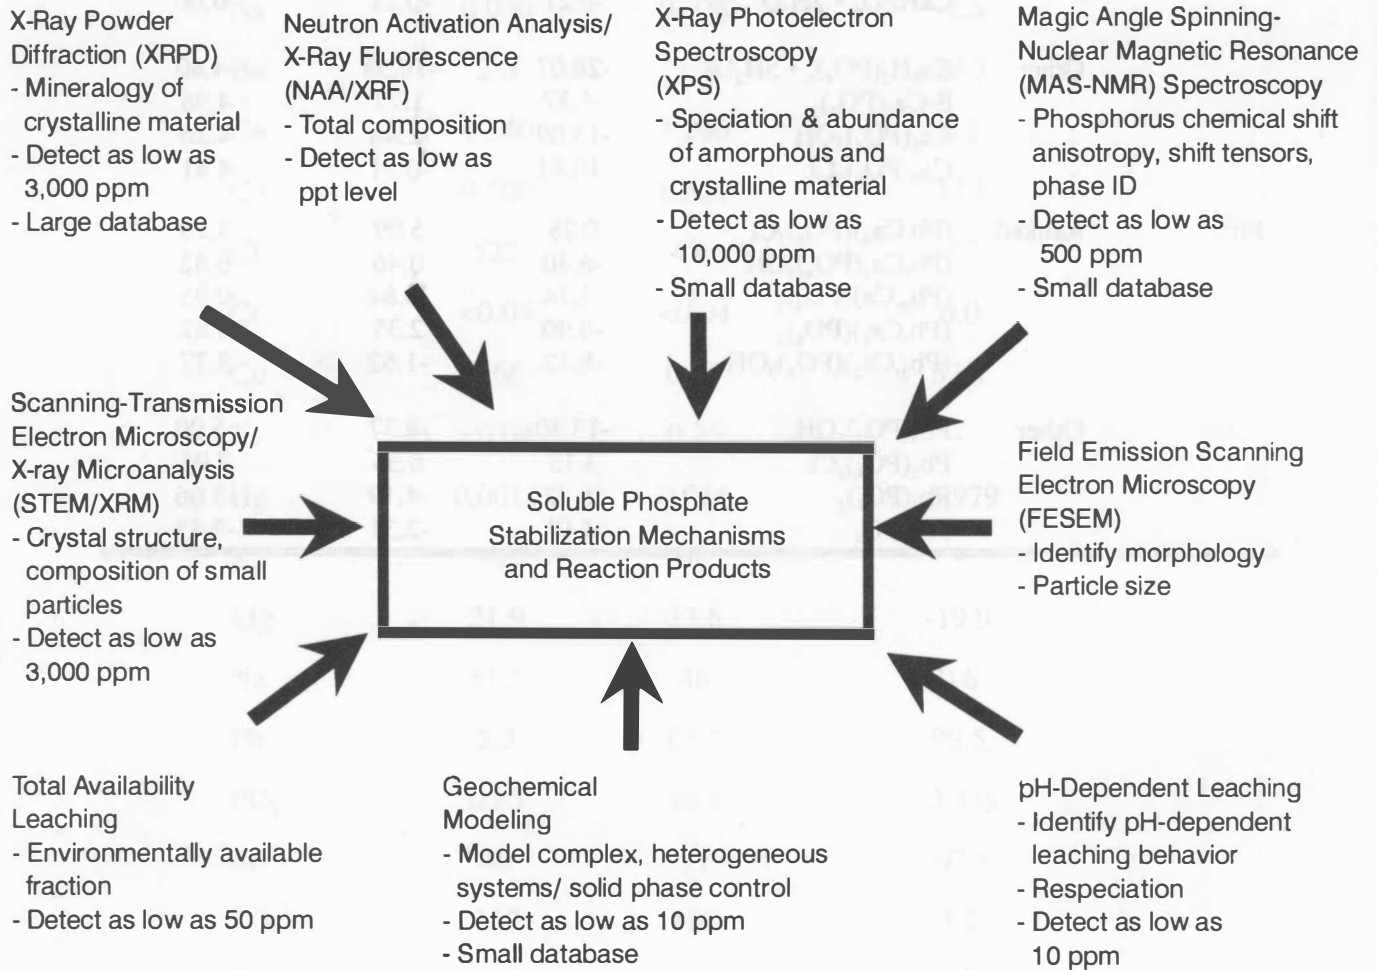 X-Ray Powder
Diffraction (XRPD)
- Mineralogy of
crystalline material
- Detect as low as
3,000 ppm
- Large database
Neutron Activation Analysis/
X-Ray Fluorescence
(NAA/XRF)
- Total composition
- Detect as low as
ppt level
X-Ray Photoelectron
Spectroscopy
(XPS)
- Speciation & abundance
of amorphous and
crystalline material
- Detect as low as
10,000 ppm
- Small database
Magic Angle Spinning-
Nuclear Magnetic Resonance
(MAS-NMR) Spectroscopy
- Phosphorus chemical shift
anisotropy, shift tensors,
phase ID
- Detect as low as
500 ppm
- Small database
Scanning-Transmission
Electron Microscopy/
X-ray Microanalysis
(STEM/XRM)
- Crystal structure,
composition of small
particles
- Detect as low as
3,000 ppm
Soluble Phosphate
Stabilization Mechanisms
and Reaction Products
Field Emission Scanning
Electron Microscopy
(FESEM)
- Identify morphology
- Particle size
Total Availability
Leaching
- Environmentally available
fraction
- Detect as low as 50 ppm
Geochemical
Modeling
- Model complex, heterogeneous
systems/ solid phase control
- Detect as low as 10 ppm
- Small database
pH-Dependent Leaching
- Identify pH-dependent
leaching behavior
- Respeciation
- Detect as low as
10 ppm